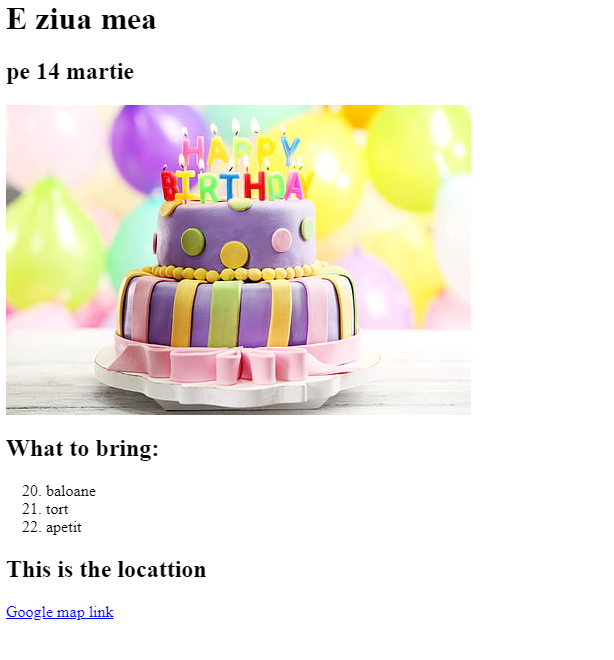 E ziua mea
pe 14 martie
HAPPY
BIRTHDAY
What to bring:
20. baloane
21. tort
22. apetit
This is the locattion
Google map link